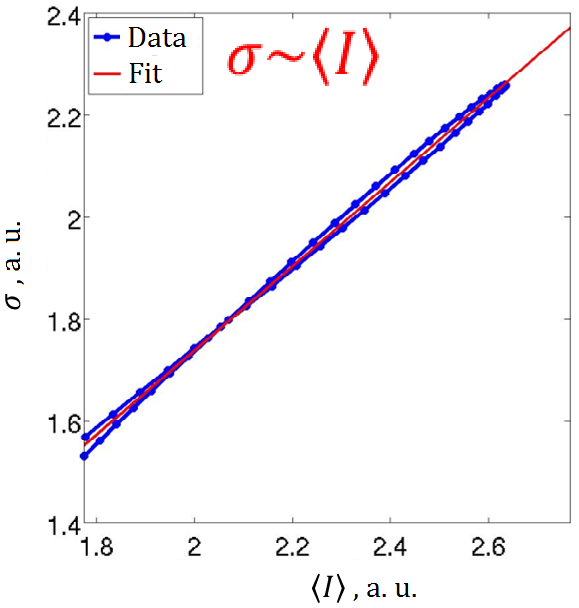 2.4
Data
Fit
σ~⟨I⟩
2.2
2
1.8
1.6
1.4
σ , a. u.
1.8 2 2.2 2.4 2.6
⟨I⟩ , a. u.